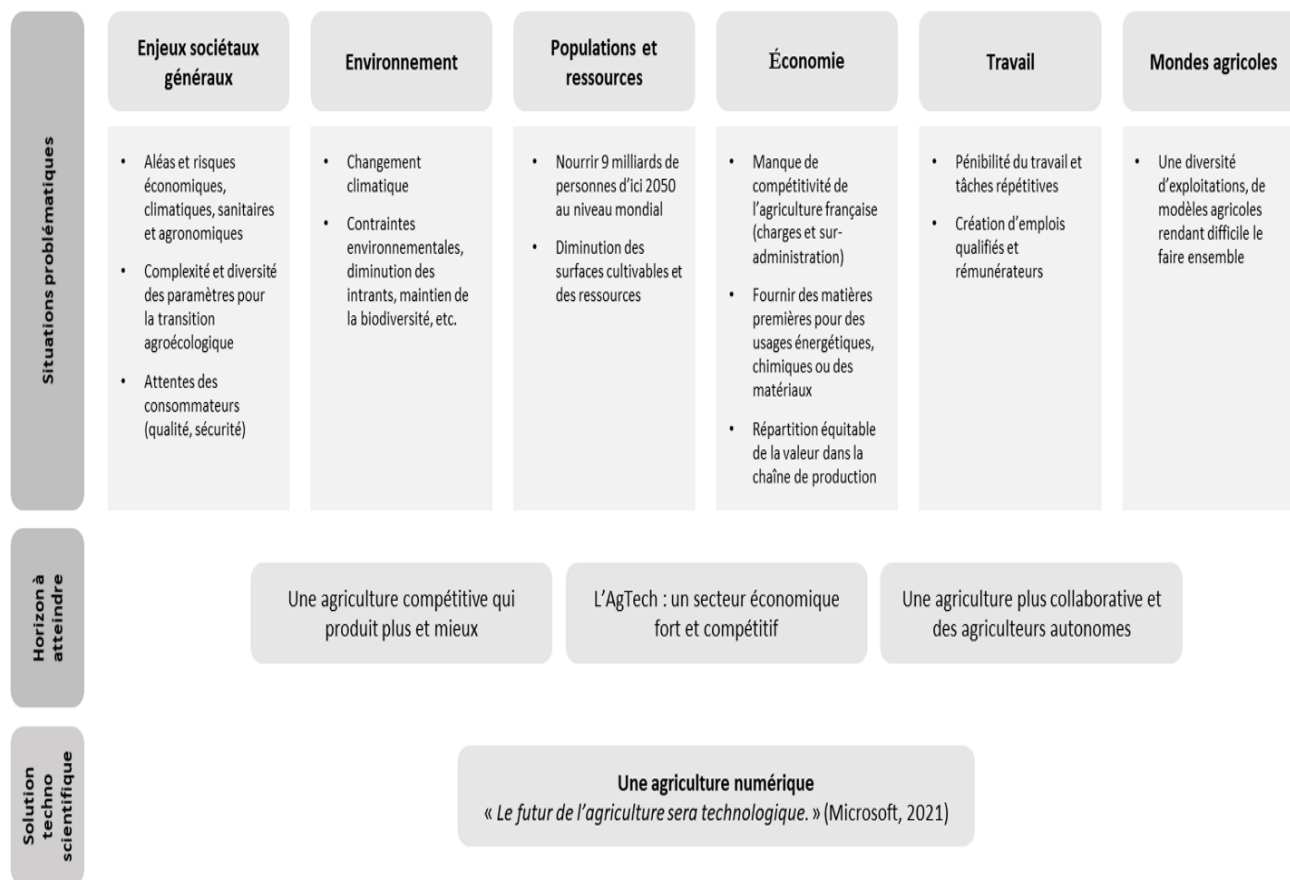 Situations problématiques
Enjeux sociétaux
généraux
• Aléas et risques
économiques,
climatiques, sanitaires
et agronomiques
• Complexité et diversité
des paramètres pour
la transition
agroécologique
• Attentes des
consommateurs
(qualité, sécurité)
Environnement
• Changement
climatique
• Contraintes
environnementales,
diminution des
intrants, maintien de
la biodiversité, etc.
Populations et
ressources
• Nourrir 9 milliards de
personnes d’ici 2050
au niveau mondial
• Diminution des
surfaces cultivables et
des ressources
Économie
• Manque de
compétitivité de
l’agriculture française
(charges et sur-
administration)
• Fournir des matières
premières pour des
usages énergétiques,
chimiques ou des
matériaux
• Répartition équitable
de la valeur dans la
chaîne de production
Travail
• Pénibilité du travail et
tâches répétitives
• Création d’emplois
qualifiés et
rémunérateurs
Mondes agricoles
• Une diversité
d’exploitations, de
modèles agricoles
rendant difficile le
faire ensemble
Horizon à
atteindre
Une agriculture compétitive qui
produit plus et mieux
L’AgTech : un secteur économique
fort et compétitif
Une agriculture plus collaborative et
des agriculteurs autonomes
Solution
techno
scientifique
Une agriculture numérique
« Le futur de l’agriculture sera technologique. » (Microsoft, 2021)